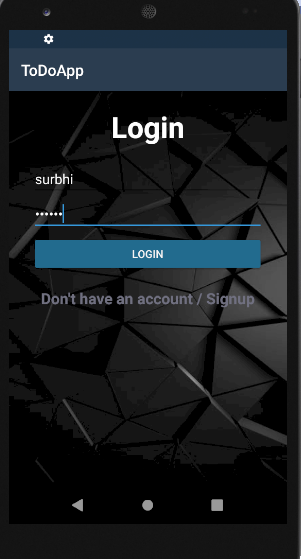 ToDoApp
Login
surbhi
••••••
LOGIN
Don't have an account / Signup